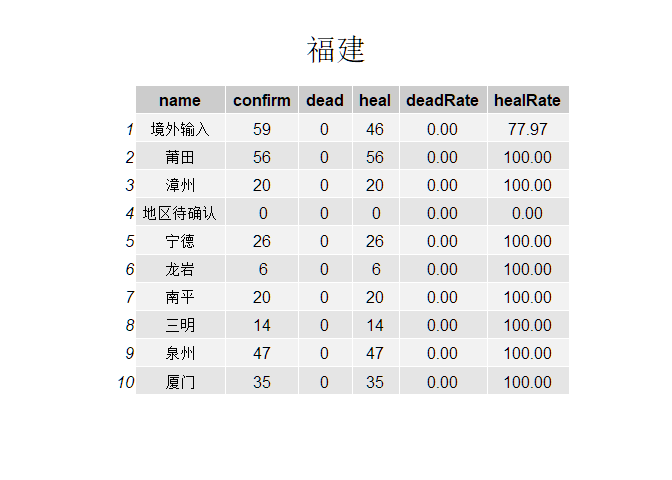 福建
name confirm dead heal deadRate healRate
1 境外输入 59 0 46 0.00 77.97
2 莆田 56 0 56 0.00 100.00
3 漳州 20 0 20 0.00 100.00
4 地区待确认 0 0 0 0.00 0.00
5 宁德 26 0 26 0.00 100.00
6 龙岩 6 0 6 0.00 100.00
7 南平 20 0 20 0.00 100.00
8 三明 14 0 14 0.00 100.00
9 泉州 47 0 47 0.00 100.00
10 厦门 35 0 35 0.00 100.00